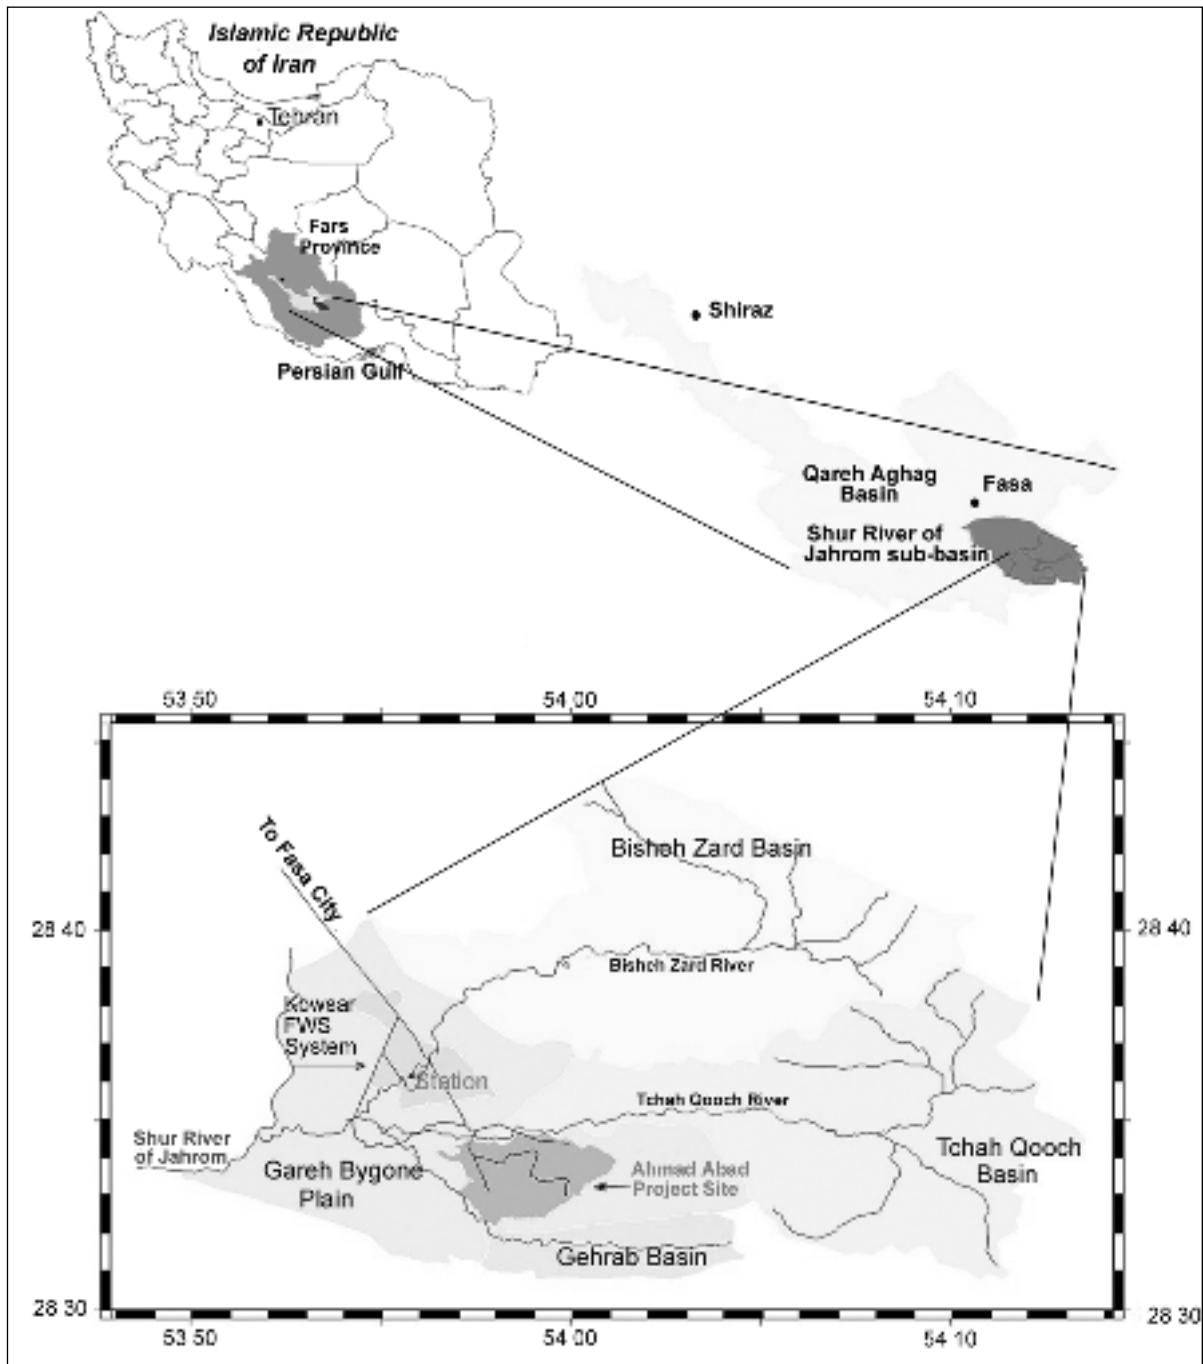 Islamic Republic
of Iran
Tehran
Fars
Province
Shiraz
Persian Gulf
Qareh Aghag
Basin
Fasa
Shur River of
Jahrom sub-basin
53 50
54 00
54 10
To Fasa City
Bisheh Zard Basin
28 40
28 40
Bisheh Zard River
Kowsar
FWS
System
Station
Tchah Qooch River
Shur River
of Jahrom
Gareh Bygone
Plain
Tchah Qooch
Basin
Ahmad Abad
Project Site
Gehrab Basin
28 30
28 30
53 50
54 00
54 10